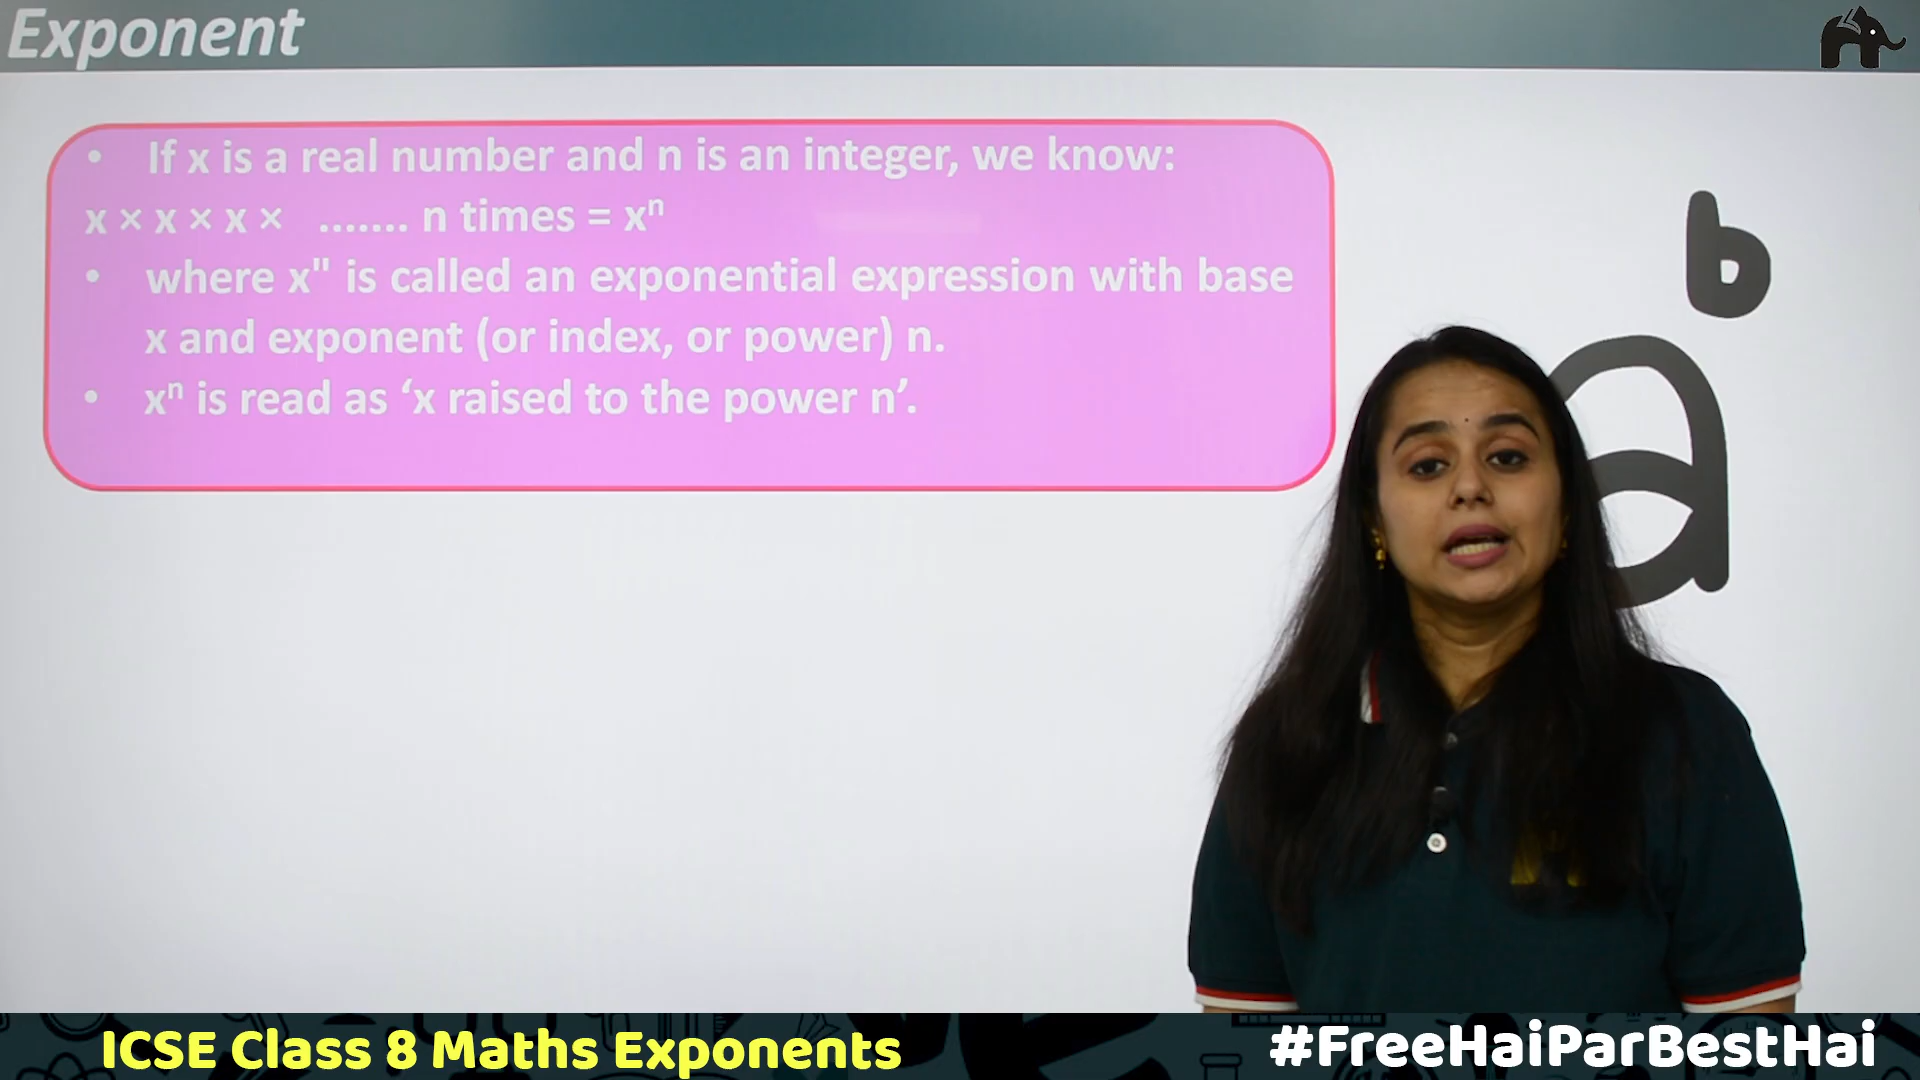 Exponent
• If x is a real number and n is an integer, we know:
x × x × x × ....... n times = xⁿ
• where x" is called an exponential expression with base
x and exponent (or index, or power) n.
• xⁿ is read as ‘x raised to the power n’.
b
a
ICSE Class 8 Maths Exponents
#FreeHaiParBestHai